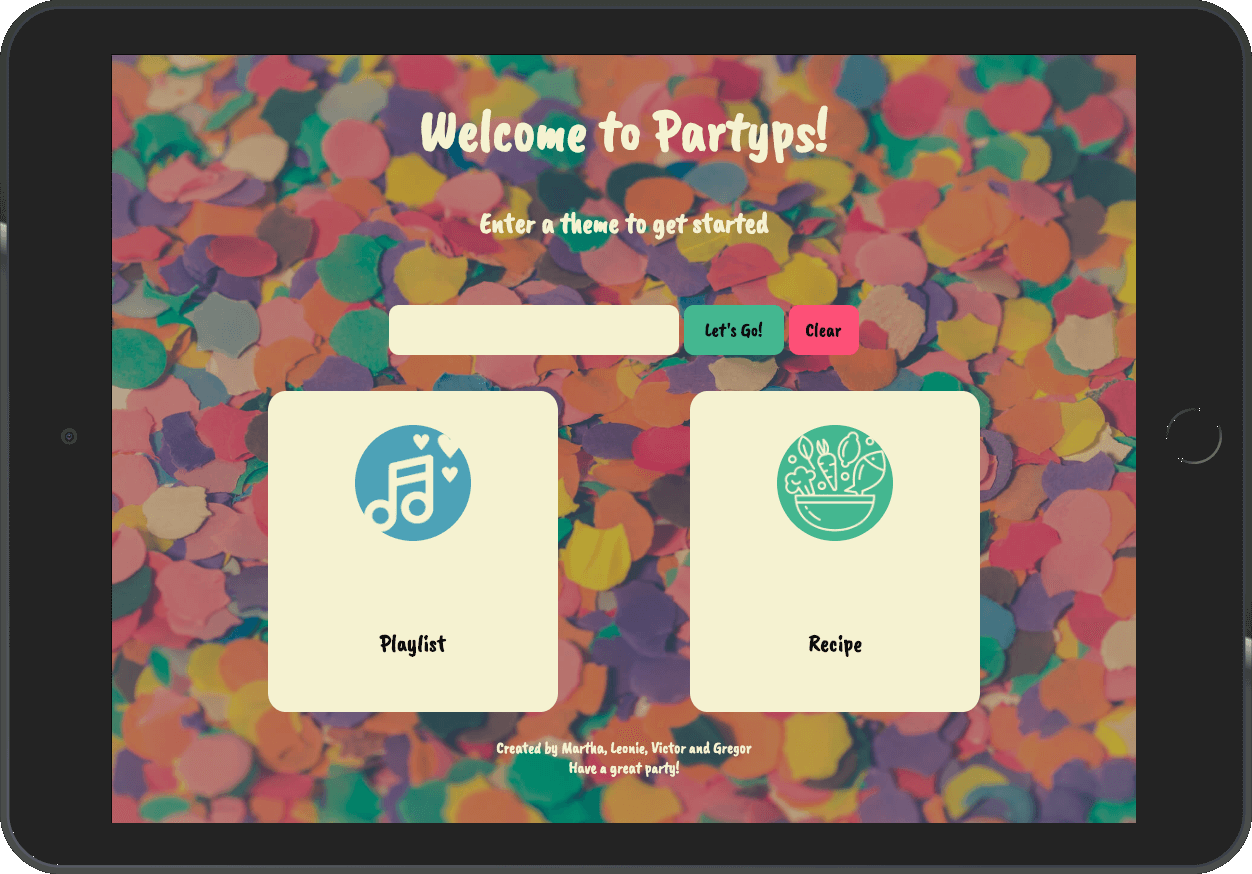 Welcome to Partyps!
Enter a theme to get started
Let's Go!
Clear
Playlist
Recipe
Created by Martha, Leonie, Victor and Gregor
Have a great party!